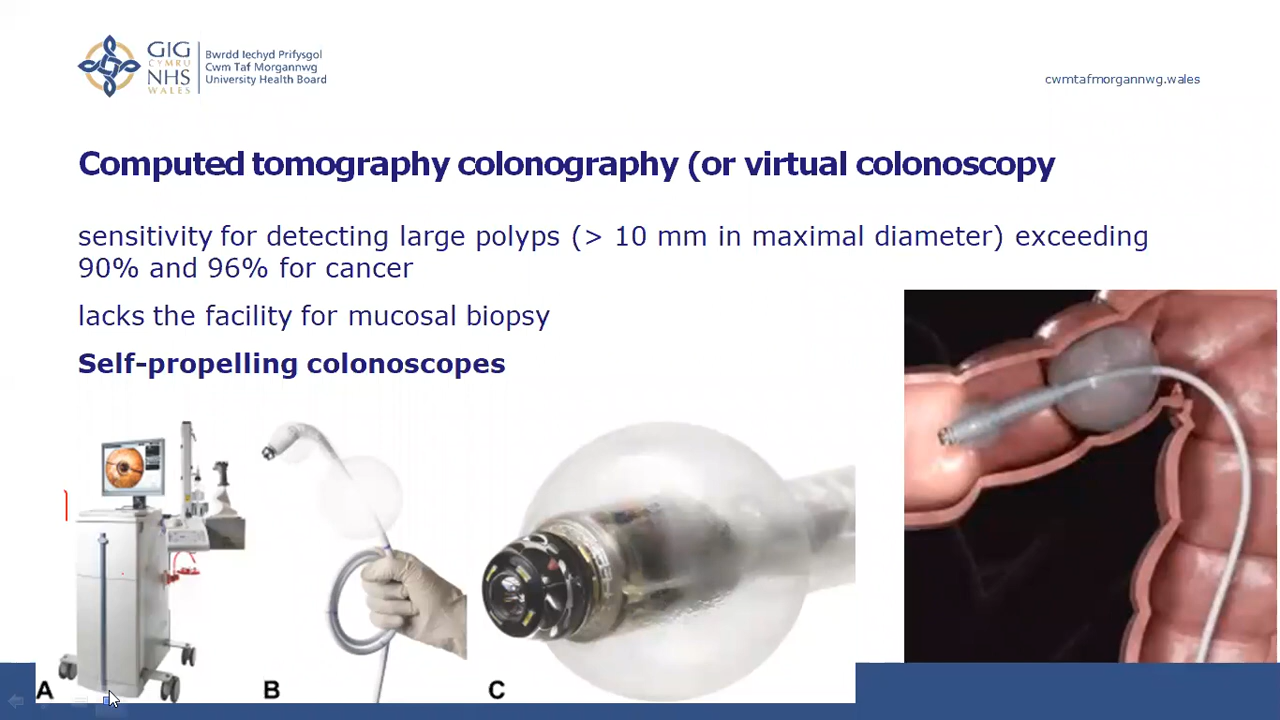 GIG
CYMRU
NHS
WALES
Bwrdd Iechyd Prifysgol
Cwm Taf Morgannwg
University Health Board
cwmtafmorgannwg.wales
Computed tomography colonography (or virtual colonoscopy
sensitivity for detecting large polyps (> 10 mm in maximal diameter) exceeding
90% and 96% for cancer
lacks the facility for mucosal biopsy
Self-propelling colonoscopes
A
B
C